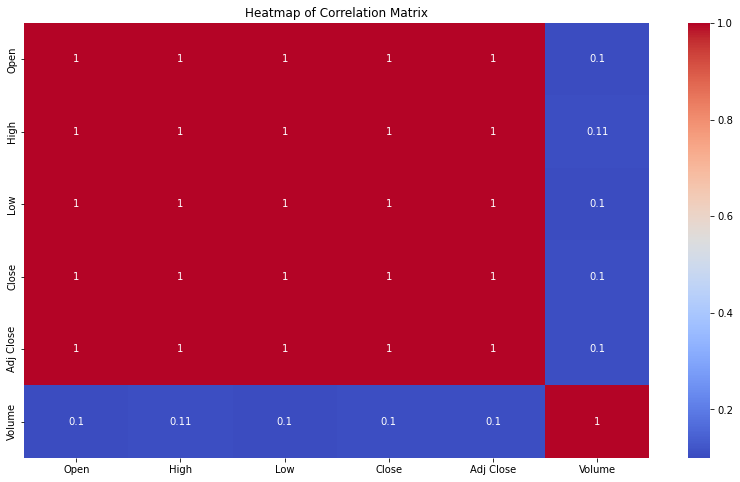 Heatmap of Correlation Matrix
Open 1 1 1 1 1 0.1
High 1 1 1 1 1 0.11
Low 1 1 1 1 1 0.1
Close 1 1 1 1 1 0.1
Adj Close 1 1 1 1 1 0.1
Volume 0.1 0.11 0.1 0.1 0.1 1
Open High Low Close Adj Close Volume
1.0
0.8
0.6
0.4
0.2